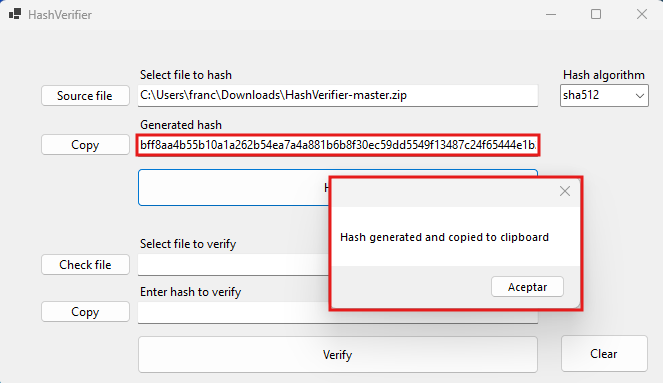 HashVerifier
Select file to hash
Hash algorithm
Source file
C:\Users\franc\Downloads\HashVerifier-master.zip
sha512
Generated hash
Copy
bff8aa4b55b10a1a262b54ea7a4a881b6b8f30ec59dd5549f13487c24f65444e1b
Hash generated and copied to clipboard
Aceptar
Select file to verify
Check file
Enter hash to verify
Copy
Verify
Clear